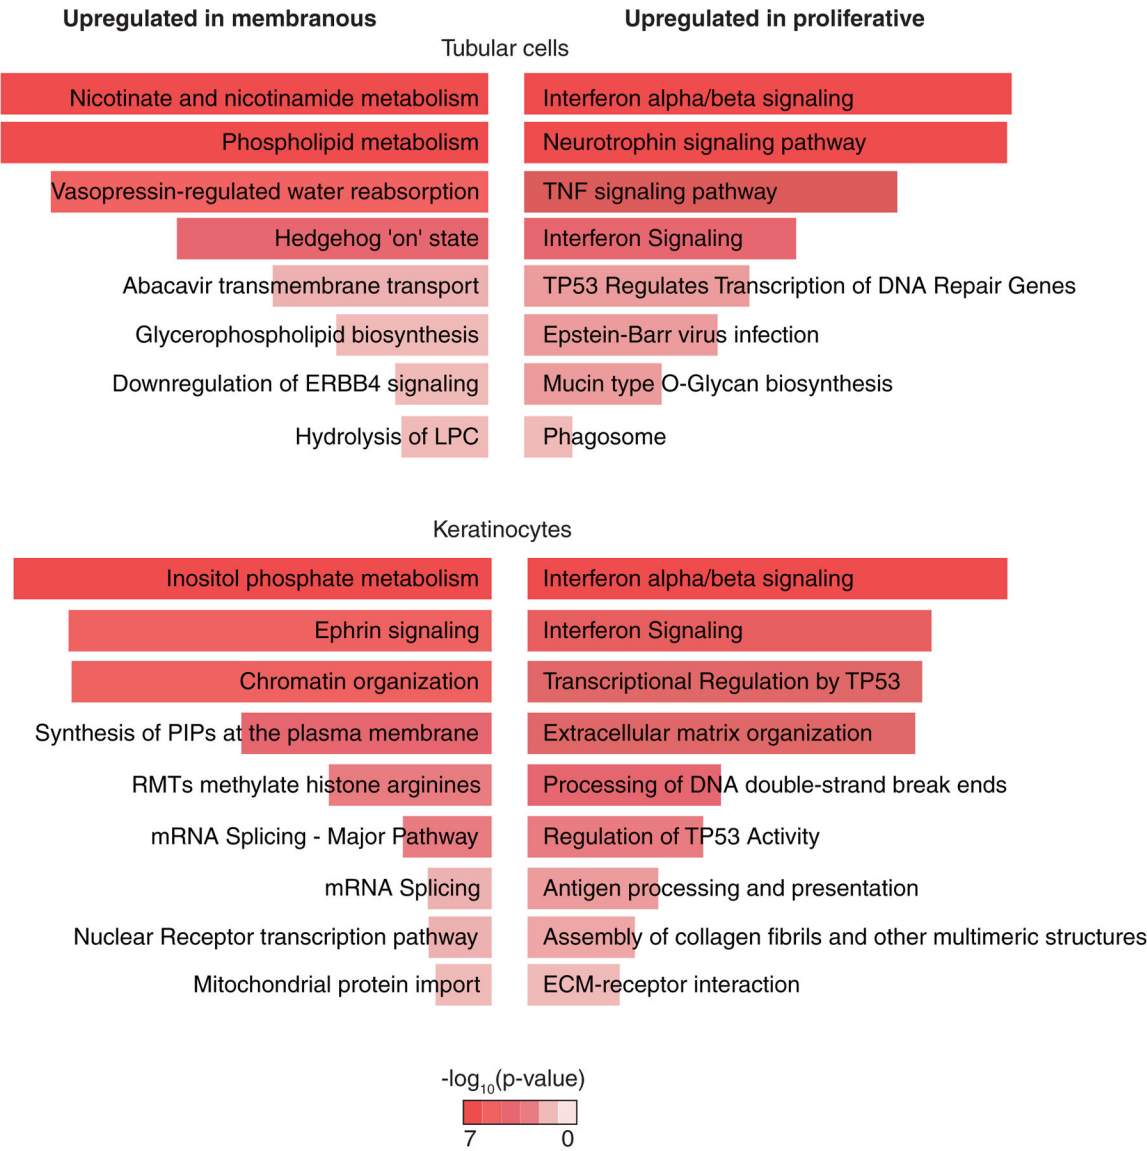 Upregulated in membranous
Upregulated in proliferative
Tubular cells
Nicotinate and nicotinamide metabolism
Interferon alpha/beta signaling
Phospholipid metabolism
Neurotrophin signaling pathway
Vasopressin-regulated water reabsorption
TNF signaling pathway
Hedgehog 'on' state
Interferon Signaling
Abacavir transmembrane transport
TP53 Regulates Transcription of DNA Repair Genes
Glycerophospholipid biosynthesis
Epstein-Barr virus infection
Downregulation of ERBB4 signaling
Mucin type O-Glycan biosynthesis
Hydrolysis of LPC
Phagosome
Keratinocytes
Inositol phosphate metabolism
Interferon alpha/beta signaling
Ephrin signaling
Interferon Signaling
Chromatin organization
Transcriptional Regulation by TP53
Synthesis of PIPs at the plasma membrane
Extracellular matrix organization
RMTs methylate histone arginines
Processing of DNA double-strand break ends
mRNA Splicing - Major Pathway
Regulation of TP53 Activity
mRNA Splicing
Antigen processing and presentation
Nuclear Receptor transcription pathway
Assembly of collagen fibrils and other multimeric structures
Mitochondrial protein import
ECM-receptor interaction
-log10(p-value)
7 0